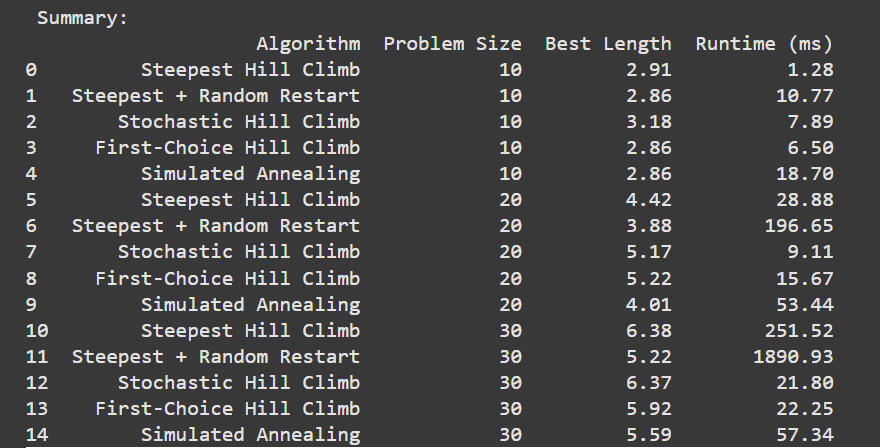 Summary:
Algorithm Problem Size Best Length Runtime (ms)
0 Steepest Hill Climb 10 2.91 1.28
1 Steepest + Random Restart 10 2.86 10.77
2 Stochastic Hill Climb 10 3.18 7.89
3 First-Choice Hill Climb 10 2.86 6.50
4 Simulated Annealing 10 2.86 18.70
5 Steepest Hill Climb 20 4.42 28.88
6 Steepest + Random Restart 20 3.88 196.65
7 Stochastic Hill Climb 20 5.17 9.11
8 First-Choice Hill Climb 20 5.22 15.67
9 Simulated Annealing 20 4.01 53.44
10 Steepest Hill Climb 30 6.38 251.52
11 Steepest + Random Restart 30 5.22 1890.93
12 Stochastic Hill Climb 30 6.37 21.80
13 First-Choice Hill Climb 30 5.92 22.25
14 Simulated Annealing 30 5.59 57.34